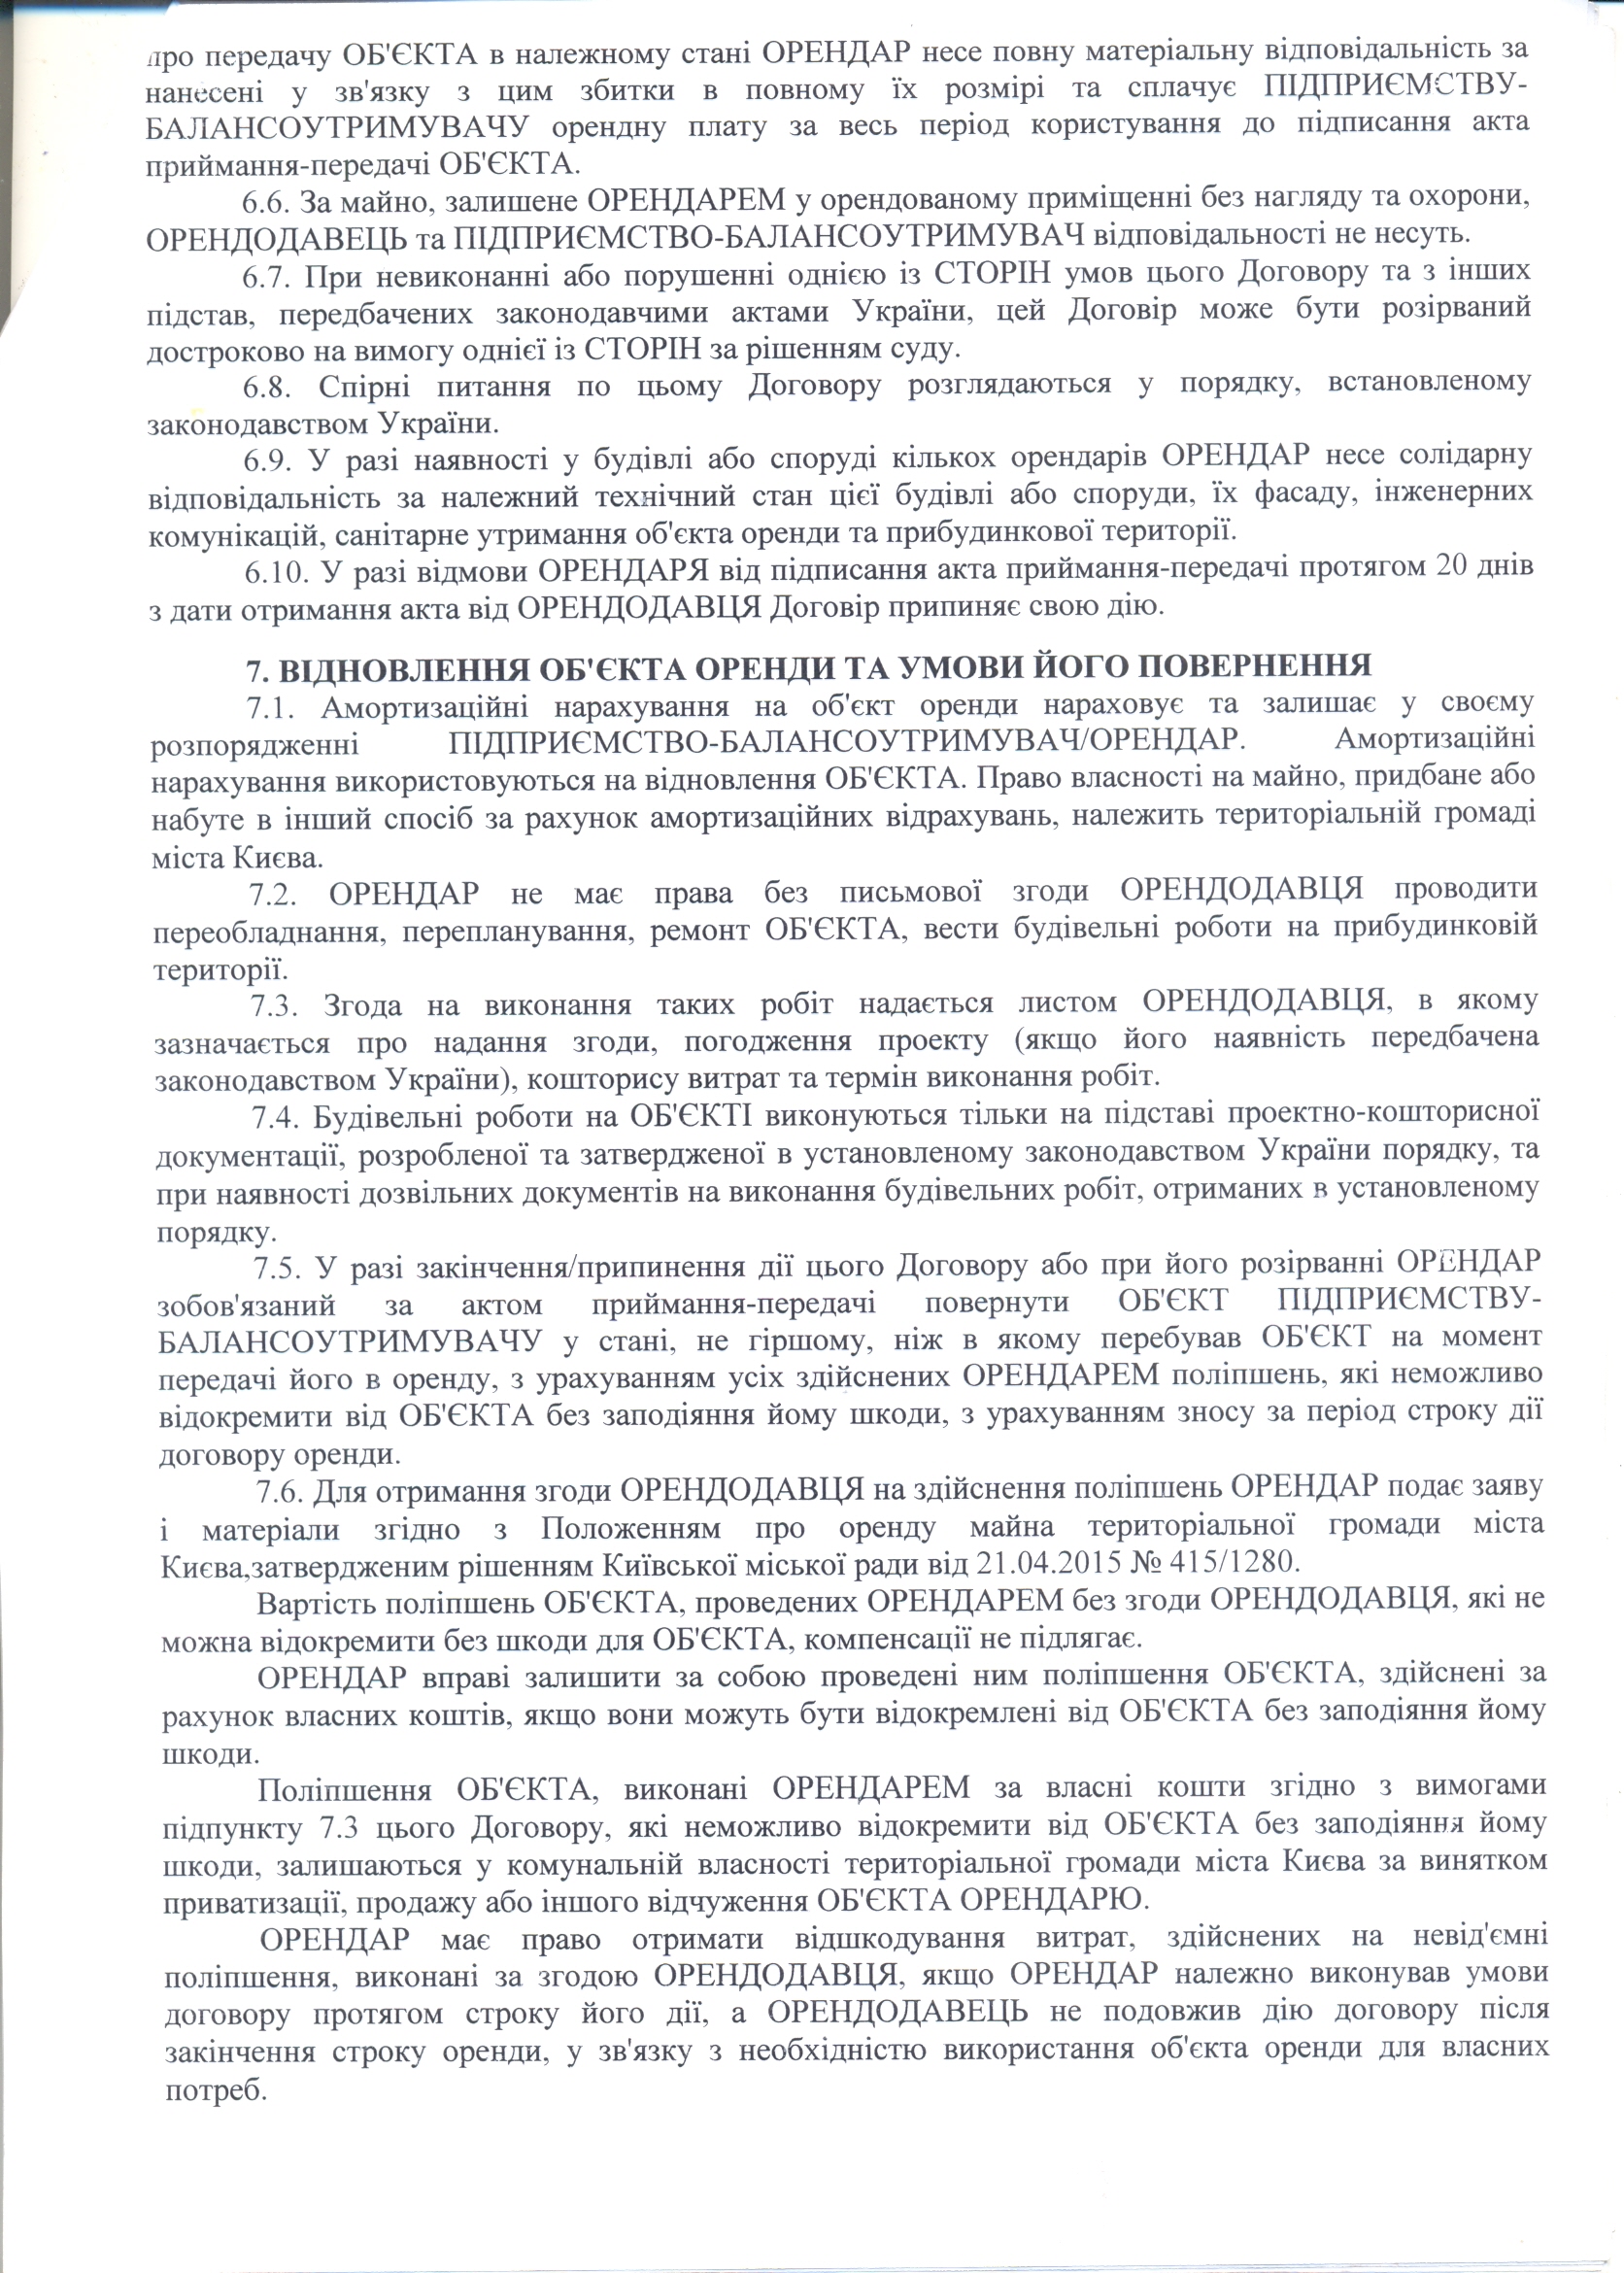 про передачу ОБ'ЄКТА в належному стані ОРЕНДАР несе повну матеріальну відповідальність за
нанесені у зв'язку з цим збитки в повному їх розмірі та сплачує ПІДПРИЄМСТВУ-
БАЛАНСОУТРИМУВАЧУ орендну плату за весь період користування до підписання акта
приймання-передачі ОБ'ЄКТА.
6.6. За майно, залишене ОРЕНДАРЕМ у орендованому приміщенні без нагляду та охорони,
ОРЕНДОДАВЕЦЬ та ПІДПРИЄМСТВО-БАЛАНСОУТРИМУВАЧ відповідальності не несуть.
6.7. При невиконанні або порушенні однією із СТОРІН умов цього Договору та з інших
підстав, передбачених законодавчими актами України, цей Договір може бути розірваний
достроково на вимогу однієї із СТОРІН за рішенням суду.
6.8. Спірні питання по цьому Договору розглядаються у порядку, встановленому
законодавством України.
6.9. У разі наявності у будівлі або споруді кількох орендарів ОРЕНДАР несе солідарну
відповідальність за належний технічний стан цієї будівлі або споруди, їх фасаду, інженерних
комунікацій, санітарне утримання об'єкта оренди та прибудинкової території.
6.10. У разі відмови ОРЕНДАРЯ від підписання акта приймання-передачі протягом 20 днів
з дати отримання акта від ОРЕНДОДАВЦЯ Договір припиняє свою дію.
7. ВІДНОВЛЕННЯ ОБ'ЄКТА ОРЕНДИ ТА УМОВИ ЙОГО ПОВЕРНЕННЯ
7.1. Амортизаційні нарахування на об'єкт оренди нараховує та залишає у своєму
розпорядженні ПІДПРИЄМСТВО-БАЛАНСОУТРИМУВАЧ/ОРЕНДАР. Амортизаційні
нарахування використовуються на відновлення ОБ'ЄКТА. Право власності на майно, придбане або
набуте в інший спосіб за рахунок амортизаційних відрахувань, належить територіальній громаді
міста Києва.
7.2. ОРЕНДАР не має права без письмової згоди ОРЕНДОДАВЦЯ проводити
переобладнання, перепланування, ремонт ОБ'ЄКТА, вести будівельні роботи на прибудинковій
території.
7.3. Згода на виконання таких робіт надається листом ОРЕНДОДАВЦЯ, в якому
зазначається про надання згоди, погодження проекту (якщо його наявність передбачена
законодавством України), кошторису витрат та термін виконання робіт.
7.4. Будівельні роботи на ОБ'ЄКТІ виконуються тільки на підставі проектно-кошторисної
документації, розробленої та затвердженої в установленому законодавством України порядку, та
при наявності дозвільних документів на виконання будівельних робіт, отриманих в установленому
порядку.
7.5. У разі закінчення/припинення дії цього Договору або при його розірванні ОРЕНДАР
зобов'язаний за актом приймання-передачі повернути ОБ'ЄКТ ПІДПРИЄМСТВУ-
БАЛАНСОУТРИМУВАЧУ у стані, не гіршому, ніж в якому перебував ОБ'ЄКТ на момент
передачі його в оренду, з урахуванням усіх здійснених ОРЕНДАРЕМ поліпшень, які неможливо
відокремити від ОБ'ЄКТА без заподіяння йому шкоди, з урахуванням зносу за період строку дії
договору оренди.
7.6. Для отримання згоди ОРЕНДОДАВЦЯ на здійснення поліпшень ОРЕНДАР подає заяву
і матеріали згідно з Положенням про оренду майна територіальної громади міста
Києва,затвердженим рішенням Київської міської ради від 21.04.2015 № 415/1280.
Вартість поліпшень ОБ'ЄКТА, проведених ОРЕНДАРЕМ без згоди ОРЕНДОДАВЦЯ, які не
можна відокремити без шкоди для ОБ'ЄКТА, компенсації не підлягає.
ОРЕНДАР вправі залишити за собою проведені ним поліпшення ОБ'ЄКТА, здійснені за
рахунок власних коштів, якщо вони можуть бути відокремлені від ОБ'ЄКТА без заподіяння йому
шкоди.
Поліпшення ОБ'ЄКТА, виконані ОРЕНДАРЕМ за власні кошти згідно з вимогами
підпункту 7.3 цього Договору, які неможливо відокремити від ОБ'ЄКТА без заподіяння йому
шкоди, залишаються у комунальній власності територіальної громади міста Києва за винятком
приватизації, продажу або іншого відчуження ОБ'ЄКТА ОРЕНДАРЮ.
ОРЕНДАР має право отримати відшкодування витрат, здійснених на невід'ємні
поліпшення, виконані за згодою ОРЕНДОДАВЦЯ, якщо ОРЕНДАР належно виконував умови
договору протягом строку його дії, а ОРЕНДОДАВЕЦЬ не подовжив дію договору після
закінчення строку оренди, у зв'язку з необхідністю використання об'єкта оренди для власних
потреб.